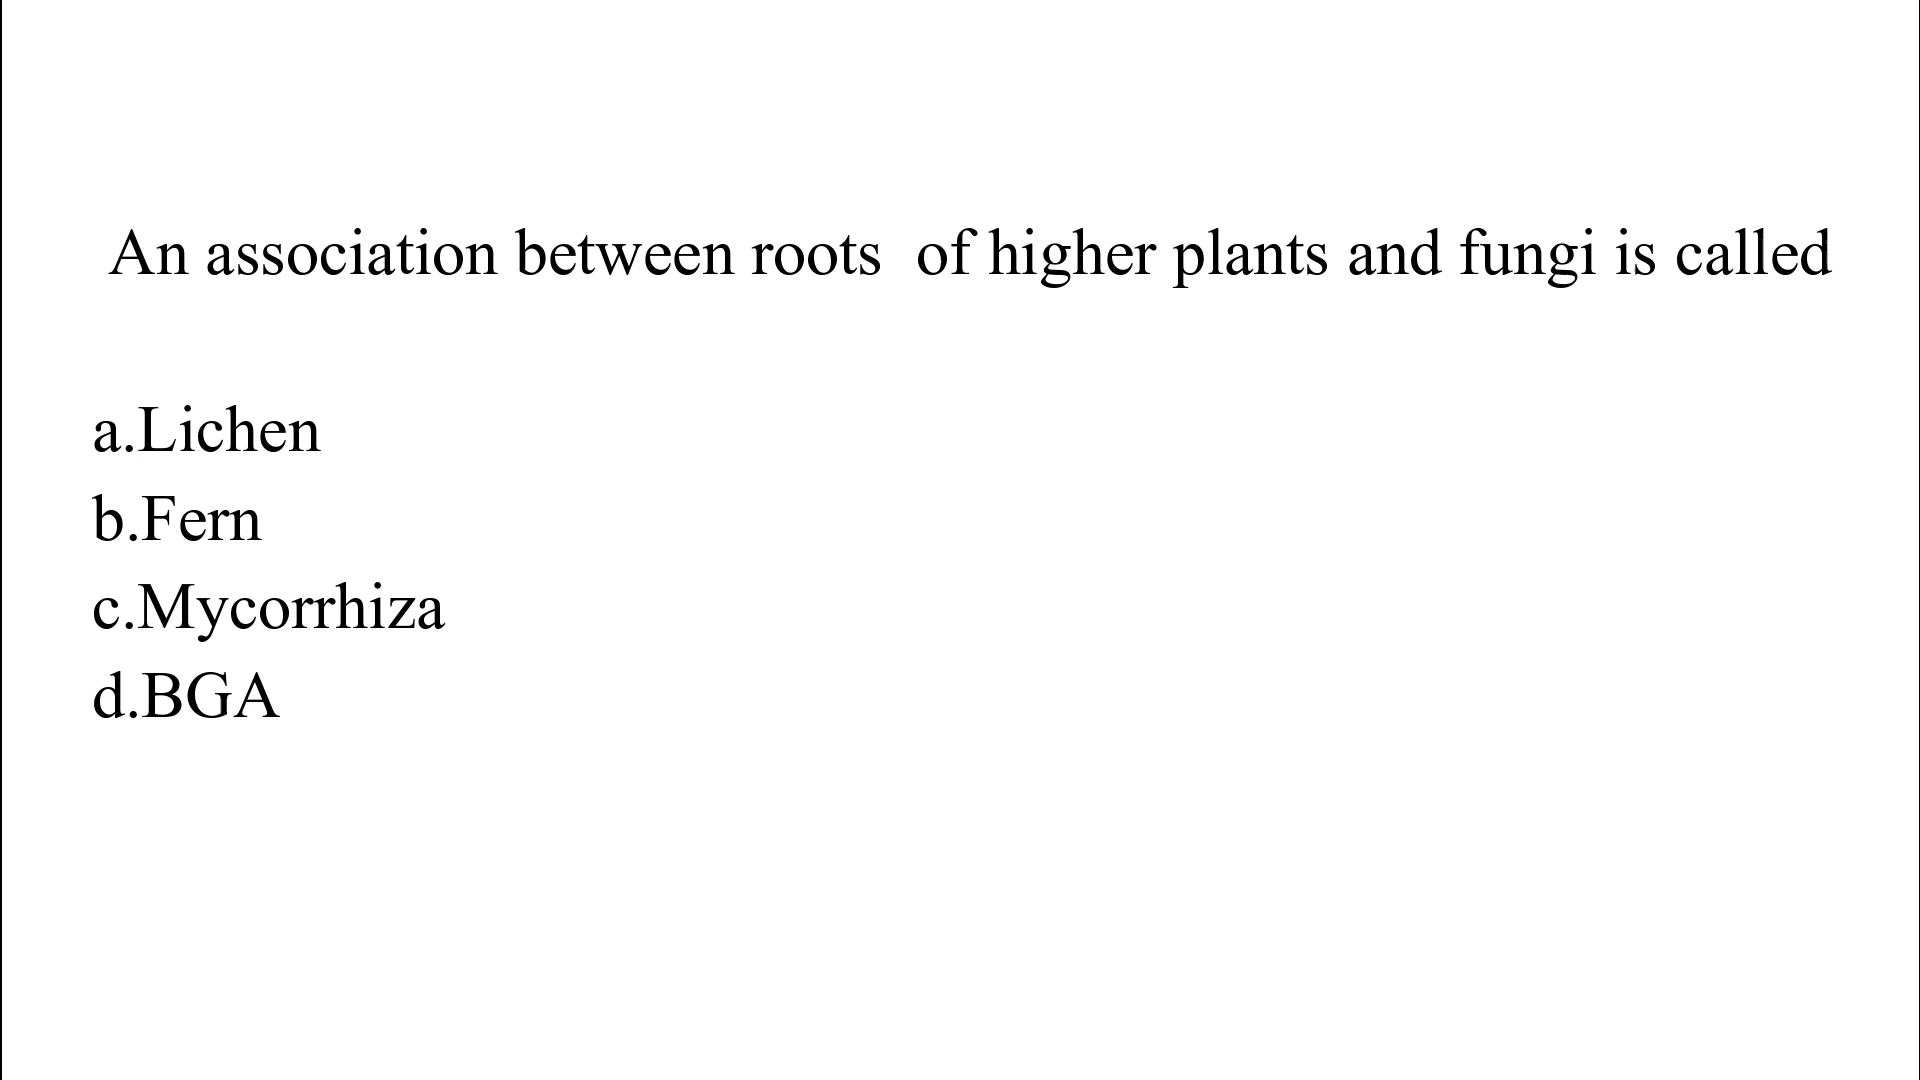 An association between roots  of higher plants and fungi is called
a.Lichen
b.Fern
c.Mycorrhiza
d.BGA